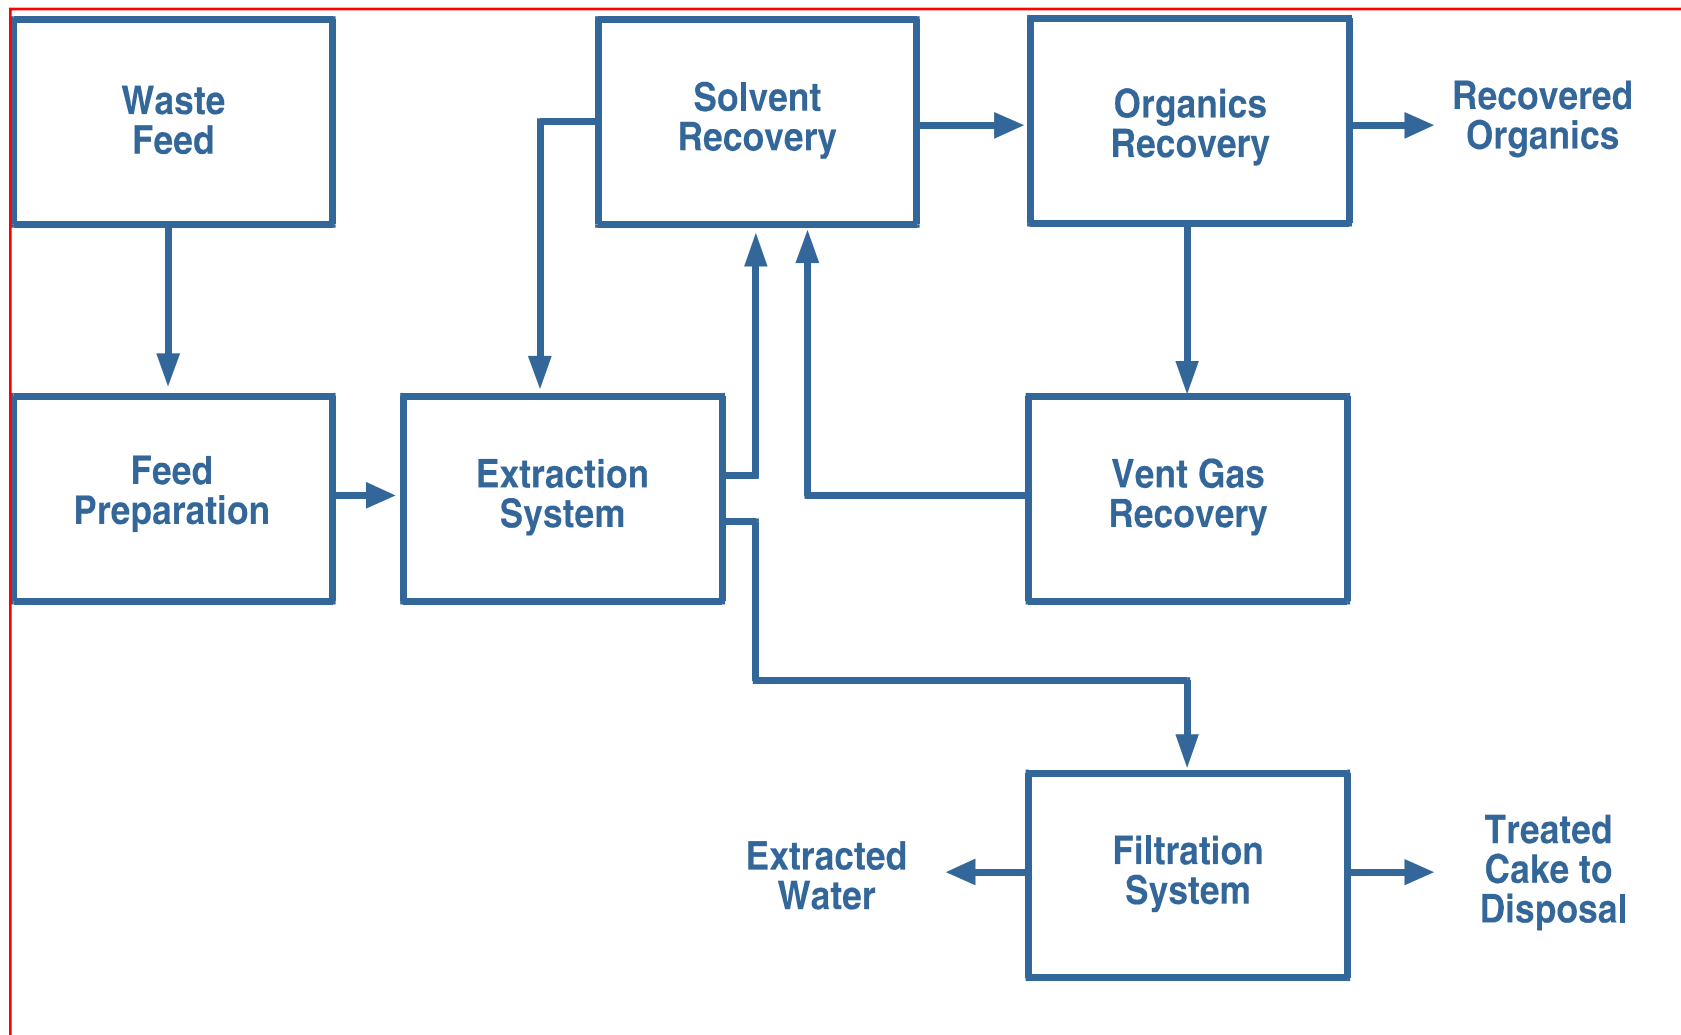 Waste
Feed
Solvent
Recovery
Organics
Recovery
Recovered
Organics
Feed
Preparation
Extraction
System
Vent Gas
Recovery
Extracted
Water
Filtration
System
Treated
Cake to
Disposal